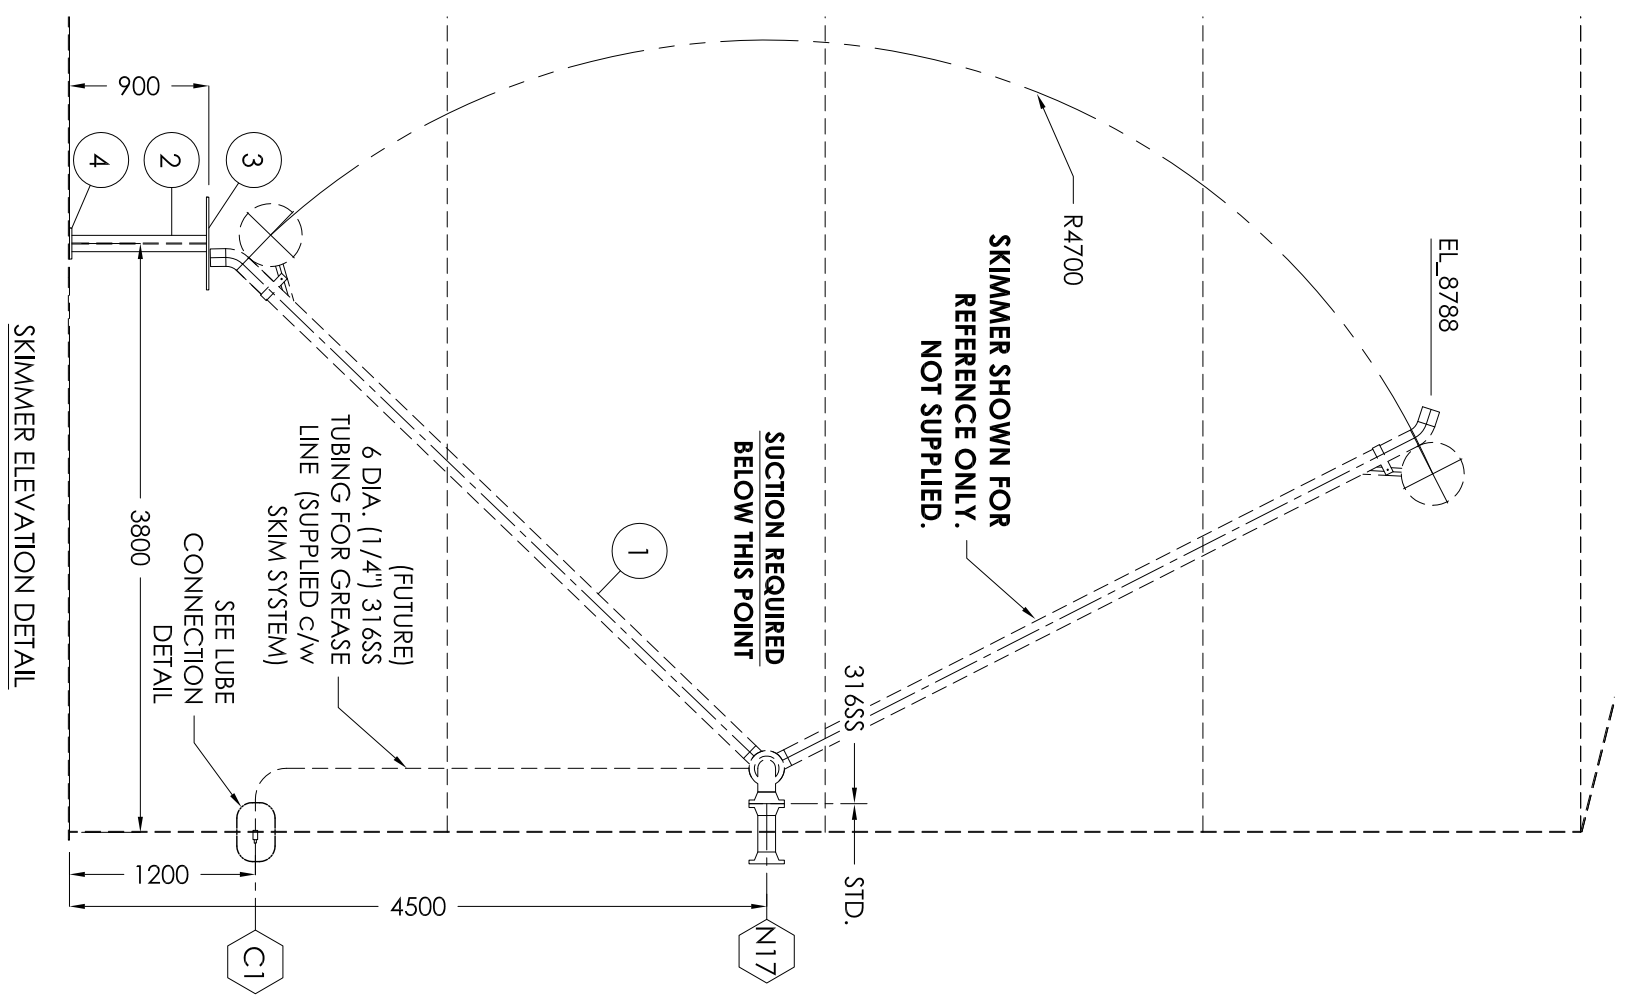 EL_8788
R4700
SKIMMER SHOWN FOR
REFERENCE ONLY.
NOT SUPPLIED.
316SS
STD.
SUCTION REQUIRED
BELOW THIS POINT
N17
1
4500
(FUTURE)
6 DIA. (1/4") 316SS
TUBING FOR GREASE
LINE (SUPPLIED c/w
SKIM SYSTEM)
3
2
4
900
SEE LUBE
CONNECTION
DETAIL
C1
1200
3800
SKIMMER ELEVATION DETAIL